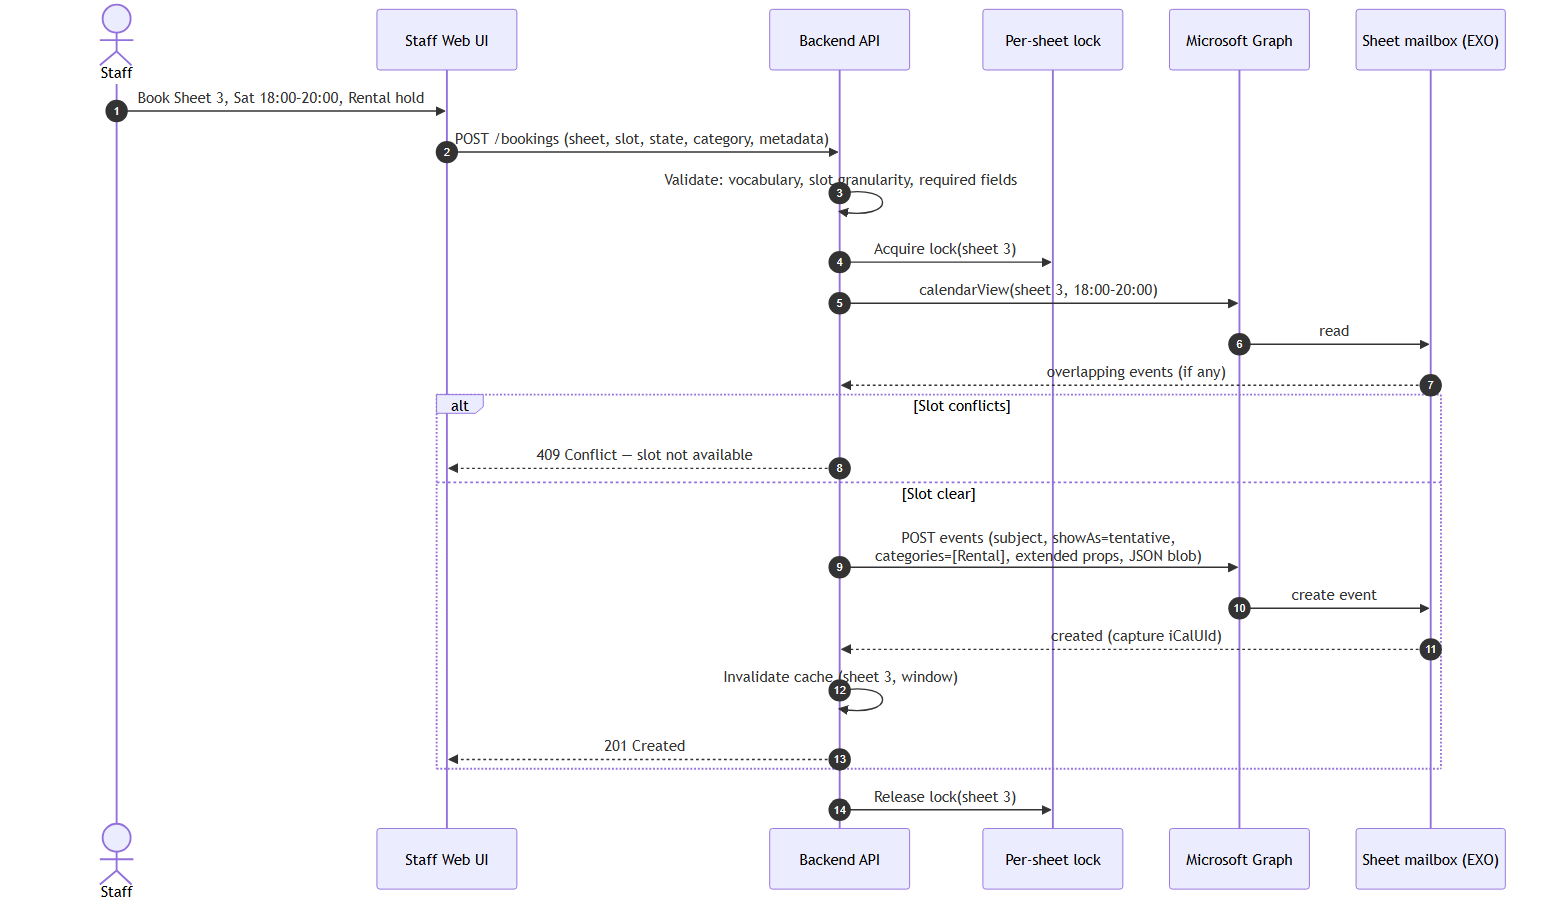 Staff
Staff Web UI
Backend API
Per-sheet lock
Microsoft Graph
Sheet mailbox (EXO)
1
Book Sheet 3, Sat 18:00-20:00, Rental hold
2
POST /bookings (sheet, slot, state, category, metadata)
Validate: vocabulary, slot granularity, required fields
3
4
Acquire lock(sheet 3)
5
calendarView(sheet 3, 18:00-20:00)
6
read
overlapping events (if any)
7
alt
[Slot conflicts]
409 Conflict — slot not available
8
[Slot clear]
POST events (subject, showAs=tentative,
categories=[Rental], extended props, JSON blob)
9
10
create event
created (capture iCalUId)
11
Invalidate cache (sheet 3, window)
12
201 Created
13
14
Release lock(sheet 3)
Staff
Staff Web UI
Backend API
Per-sheet lock
Microsoft Graph
Sheet mailbox (EXO)